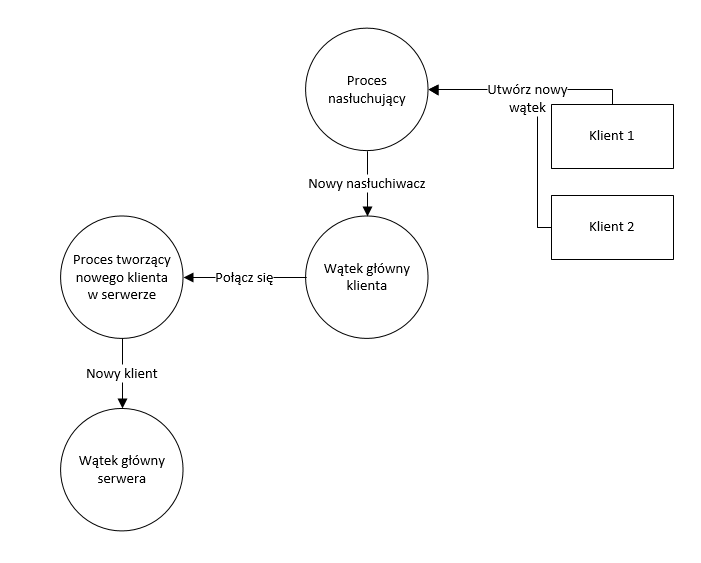 Proces
nasłuchujący
Utwórz nowy
wątek
Klient 1
Nowy nasłuchiwacz
Klient 2
Proces tworzący
nowego klienta
w serwerze
Połącz się
Wątek główny
klienta
Nowy klient
Wątek główny
serwera